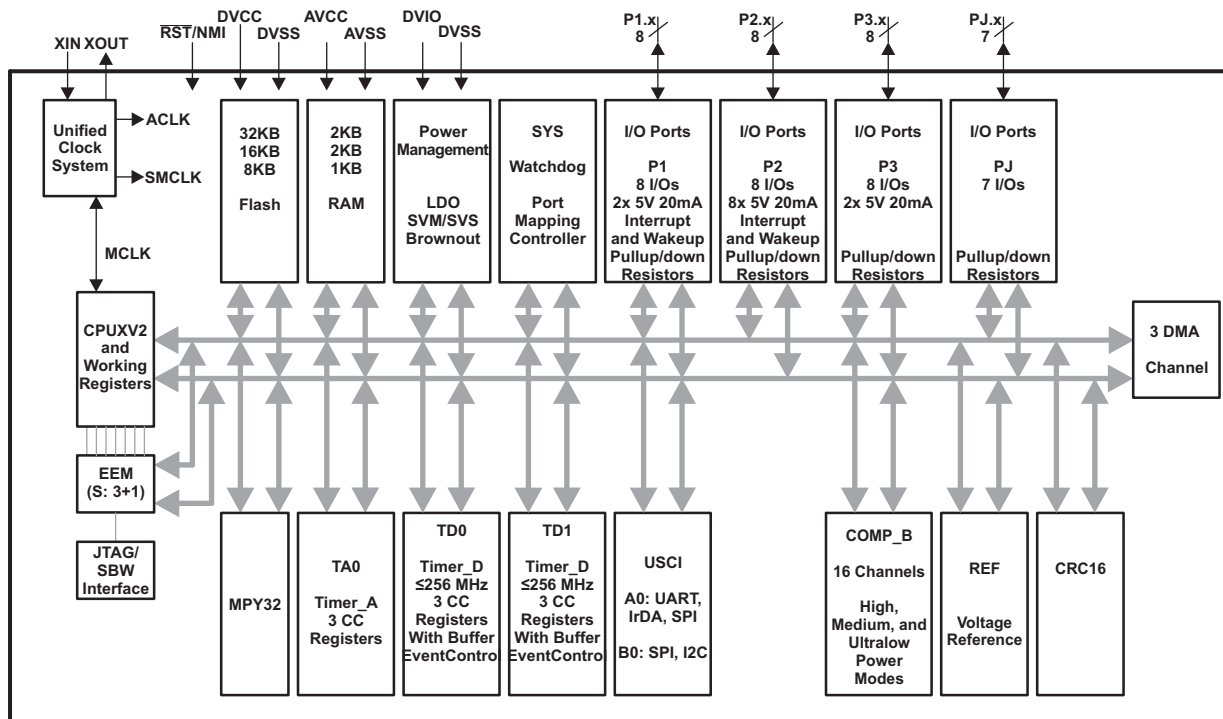 XIN XOUT
RST/NMI
DVCC
DVSS
AVCC
AVSS
DVIO
DVSS
P1.x
8
P2.x
8
P3.x
8
PJ.x
7
Unified
Clock
System
ACLK
SMCLK
MCLK
32KB
16KB
8KB
Flash
2KB
2KB
1KB
RAM
Power
Management
LDO
SVM/SVS
Brownout
SYS
Watchdog
Port
Mapping
Controller
I/O Ports
P1
8 I/Os
2x 5V 20mA
Interrupt
and Wakeup
Pullup/down
Resistors
I/O Ports
P2
8 I/Os
8x 5V 20mA
Interrupt
and Wakeup
Pullup/down
Resistors
I/O Ports
P3
8 I/Os
2x 5V 20mA
Pullup/down
Resistors
I/O Ports
PJ
7 I/Os
Pullup/down
Resistors
CPUXV2
and
Working
Registers
3 DMA
Channel
EEM
(S: 3+1)
JTAG/
SBW
Interface
MPY32
TA0
Timer_A
3 CC
Registers
TD0
Timer_D
≤256 MHz
3 CC
Registers
With Buffer
EventControl
TD1
Timer_D
≤256 MHz
3 CC
Registers
With Buffer
EventControl
USCI
A0: UART,
IrDA, SPI
B0: SPI, I2C
COMP_B
16 Channels
High,
Medium, and
Ultralow
Power
Modes
REF
Voltage
Reference
CRC16